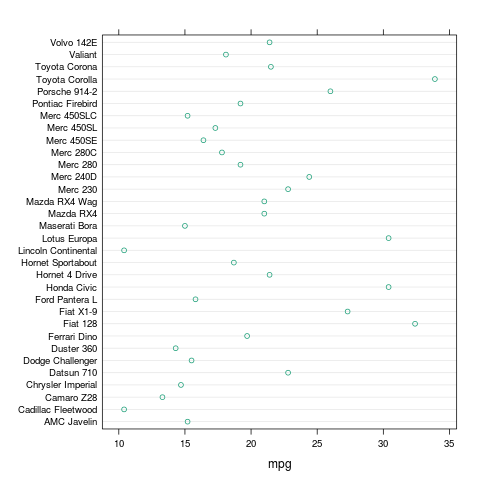 Volvo 142E
Valiant
Toyota Corona
Toyota Corolla
Porsche 914-2
Pontiac Firebird
Merc 450SLC
Merc 450SL
Merc 450SE
Merc 280C
Merc 280
Merc 240D
Merc 230
Mazda RX4 Wag
Mazda RX4
Maserati Bora
Lotus Europa
Lincoln Continental
Hornet Sportabout
Hornet 4 Drive
Honda Civic
Ford Pantera L
Fiat X1-9
Fiat 128
Ferrari Dino
Duster 360
Dodge Challenger
Datsun 710
Chrysler Imperial
Camaro Z28
Cadillac Fleetwood
AMC Javelin
10 15 20 25 30 35
mpg